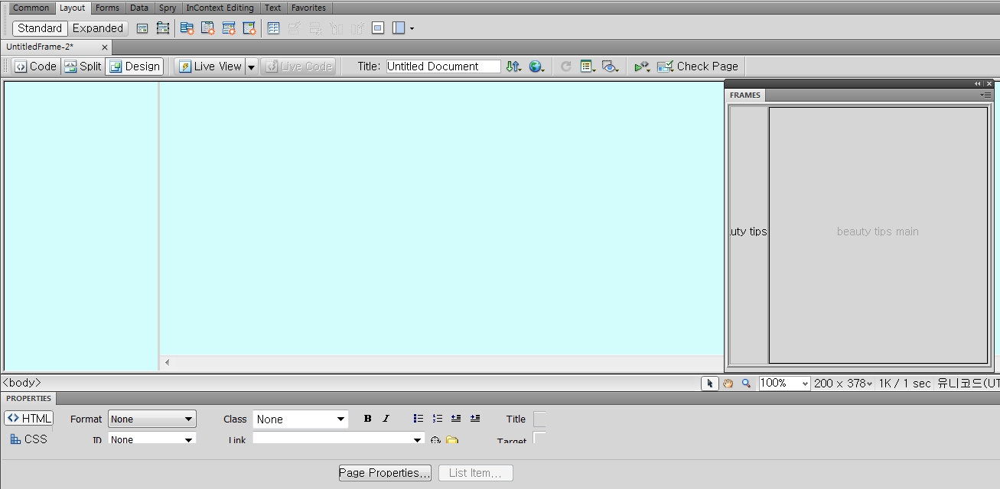 Common Layout Forms Data Spry InContext Editing Text Favorites
Standard Expanded
UntitledFrame-2*
Code Split Design Live View Live Code Title: Untitled Document Check Page
FRAMES
uty tips beauty tips main
<body> 100% 200 x 378 1K / 1 sec 유니코드(UT
PROPERTIES
HTML Format None Class None B I Title
CSS ID None Link Target
Page Properties... List Item...